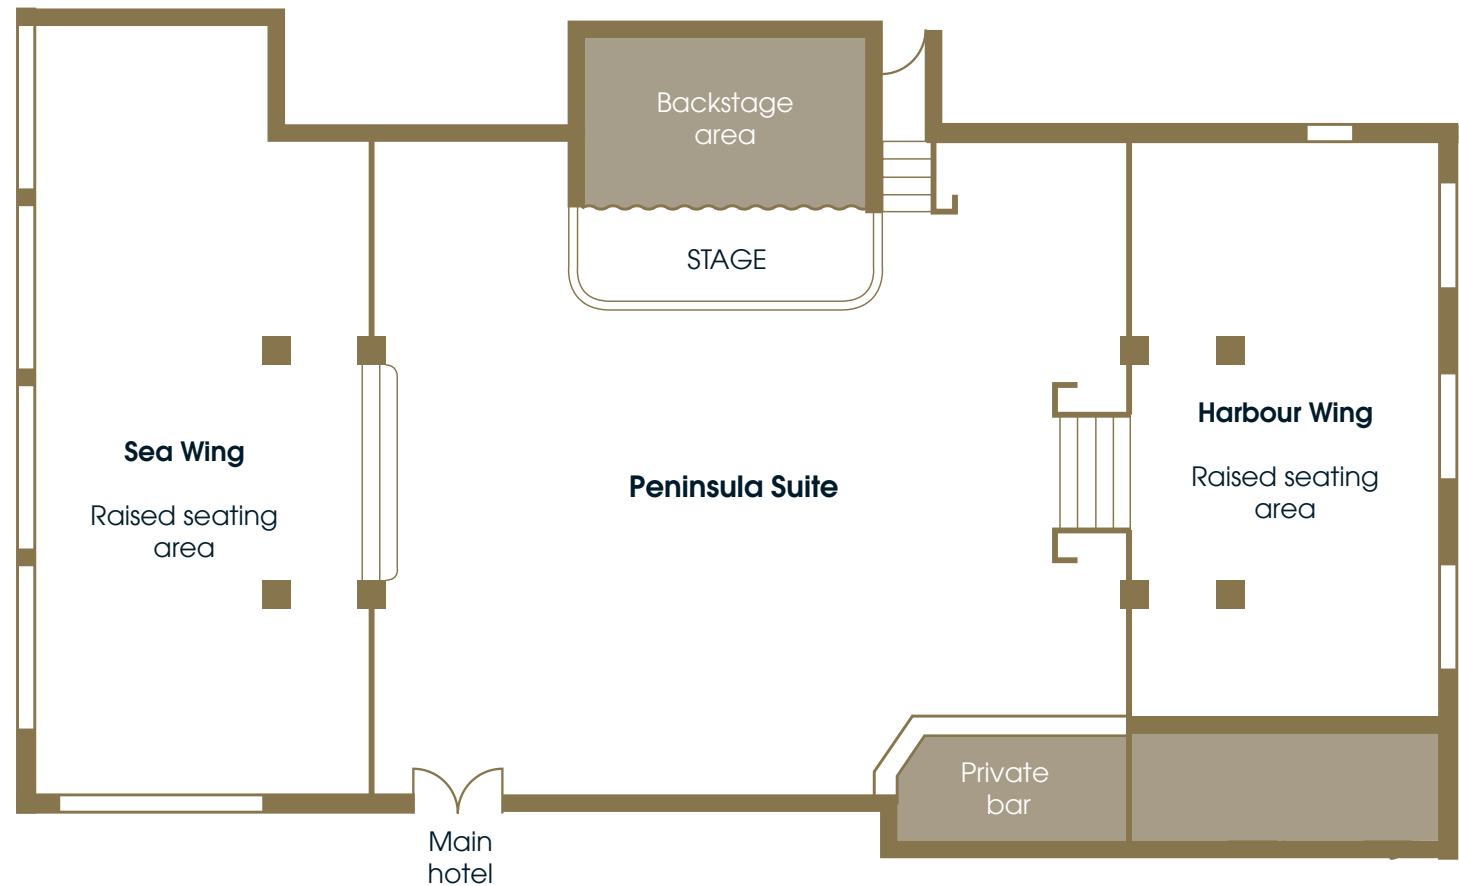 Backstage
area
STAGE
Sea Wing
Raised seating
area
Peninsula Suite
Harbour Wing
Raised seating
area
Private
bar
Main
hotel